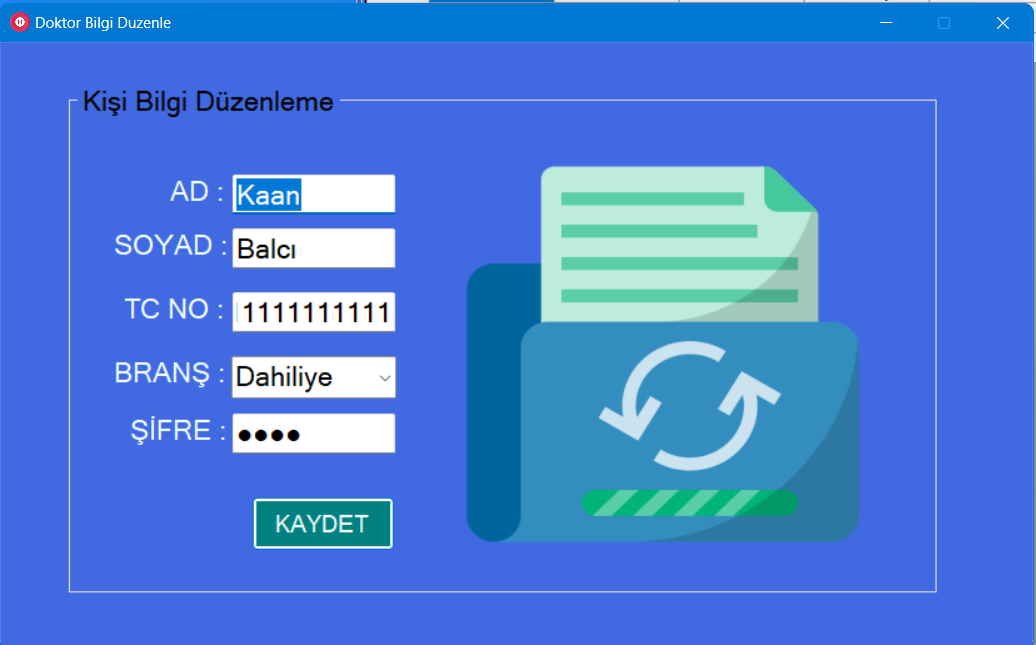 Doktor Bilgi Duzenle
Kişi Bilgi Düzenleme
AD : Kaan
SOYAD : Balcı
TC NO : 1111111111
BRANŞ : Dahiliye
ŞİFRE : ●●●●
KAYDET